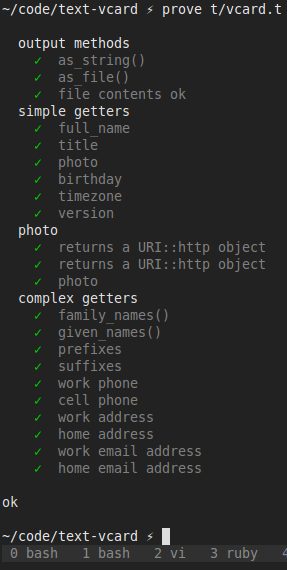 ~/code/text-vcard ⚡ prove t/vcard.t
output methods
✓ as_string()
✓ as_file()
✓ file contents ok
simple getters
✓ full_name
✓ title
✓ photo
✓ birthday
✓ timezone
✓ version
photo
✓ returns a URI::http object
✓ returns a URI::http object
✓ photo
complex getters
✓ family_names()
✓ given_names()
✓ prefixes
✓ suffixes
✓ work phone
✓ cell phone
✓ work address
✓ home address
✓ work email address
✓ home email address
ok
~/code/text-vcard ⚡
0 bash 1 bash 2 vi 3 ruby 4